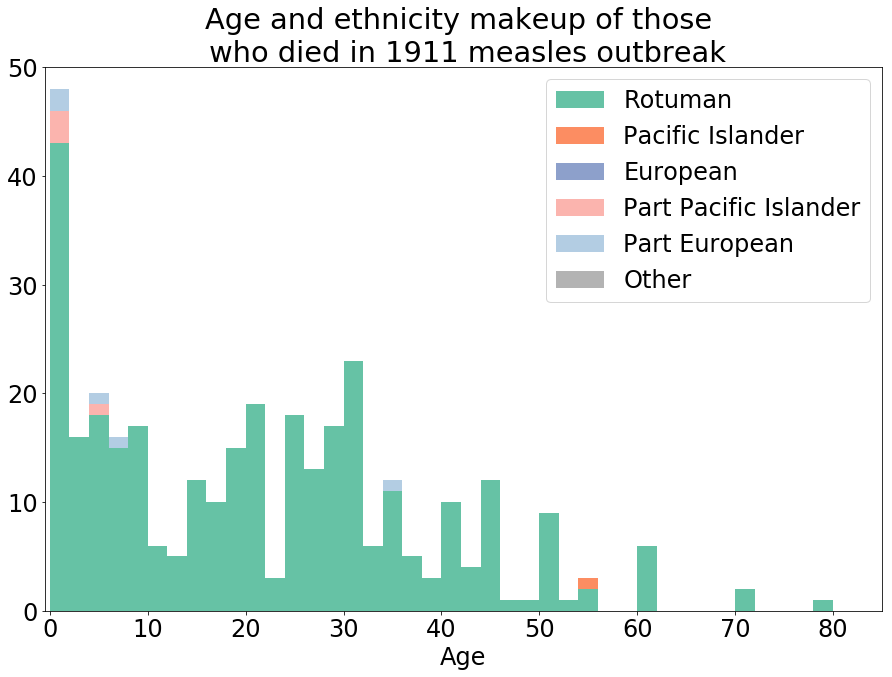 Age and ethnicity makeup of those
who died in 1911 measles outbreak
50
40
30
20
10
0
Rotuman
Pacific Islander
European
Part Pacific Islander
Part European
Other
0 10 20 30 40 50 60 70 80
Age